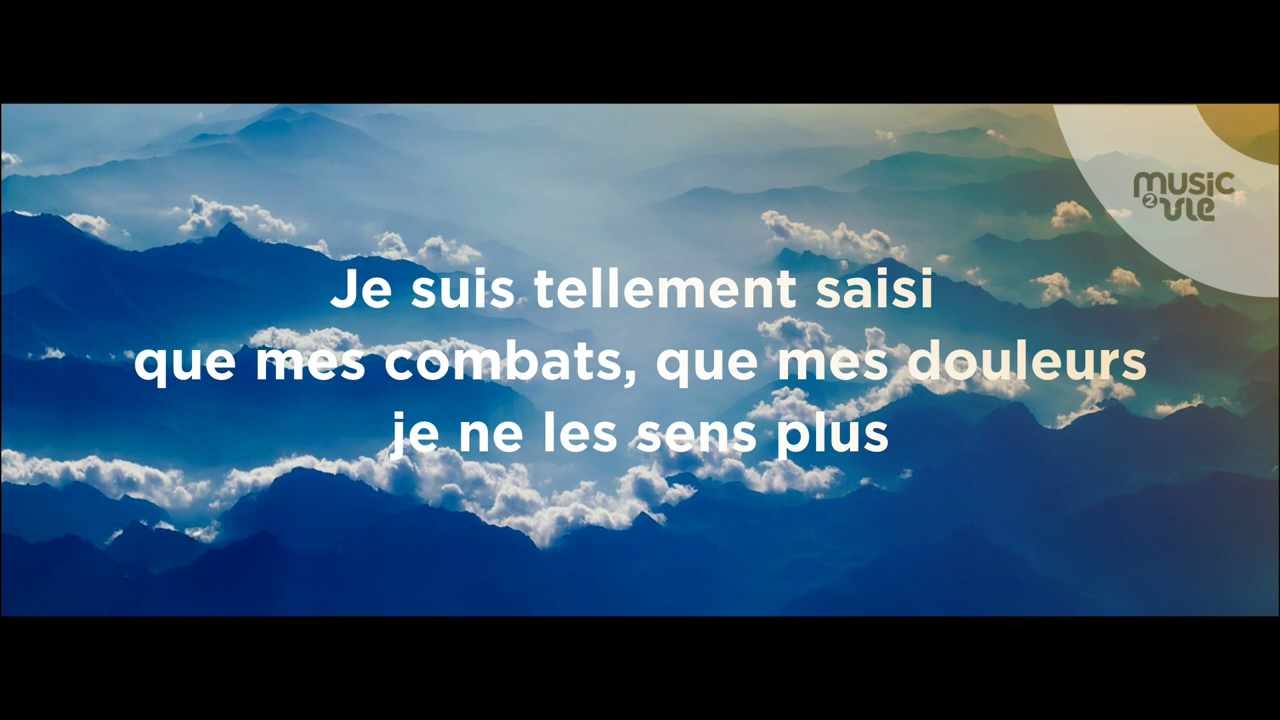 music
2 vie
Je suis tellement saisi
que mes combats, que mes douleurs
je ne les sens plus